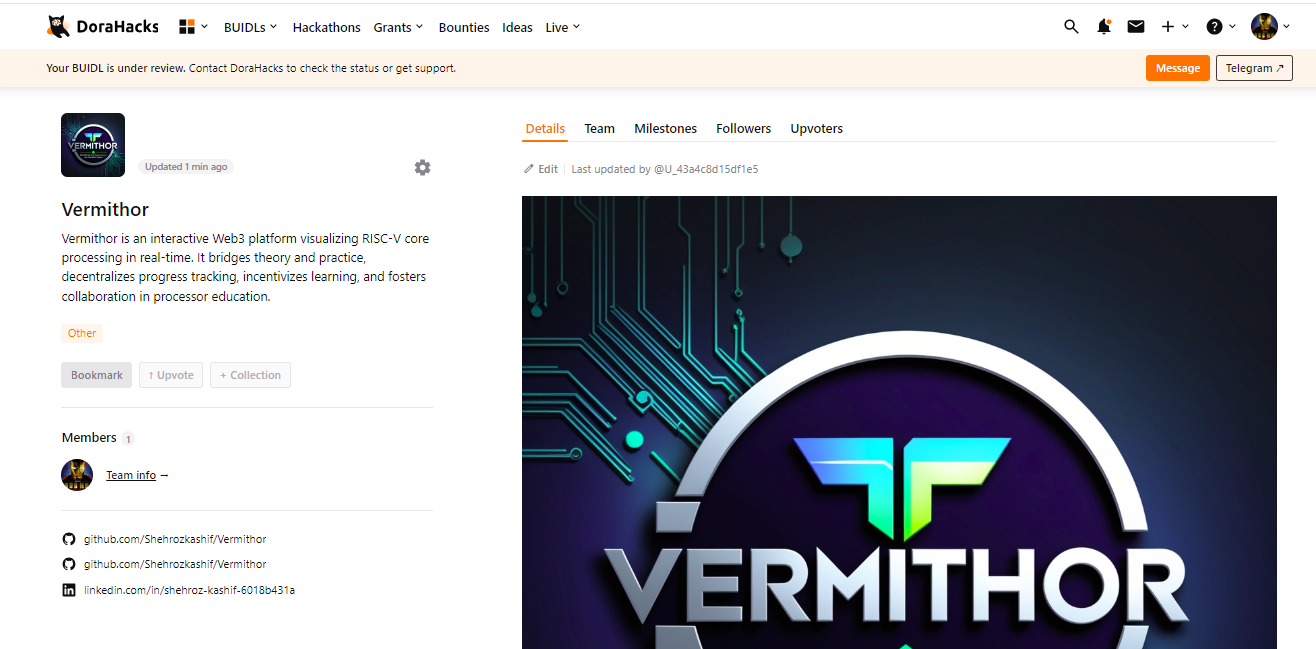 DoraHacks
BUIDLs
Hackathons
Grants
Bounties
Ideas
Live
Your BUIDL is under review. Contact DoraHacks to check the status or get support.
Message
Telegram ↗
VERMITHOR
Updated 1 min ago
Vermithor
Vermithor is an interactive Web3 platform visualizing RISC-V core
processing in real-time. It bridges theory and practice,
decentralizes progress tracking, incentivizes learning, and fosters
collaboration in processor education.
Other
Bookmark
↑ Upvote
+ Collection
Members 1
Team info →
github.com/Shehrozkashif/Vermithor
github.com/Shehrozkashif/Vermithor
linkedin.com/in/shehroz-kashif-6018b431a
Details
Team
Milestones
Followers
Upvoters
Edit
Last updated by @U_43a4c8d15df1e5
VERMITHOR